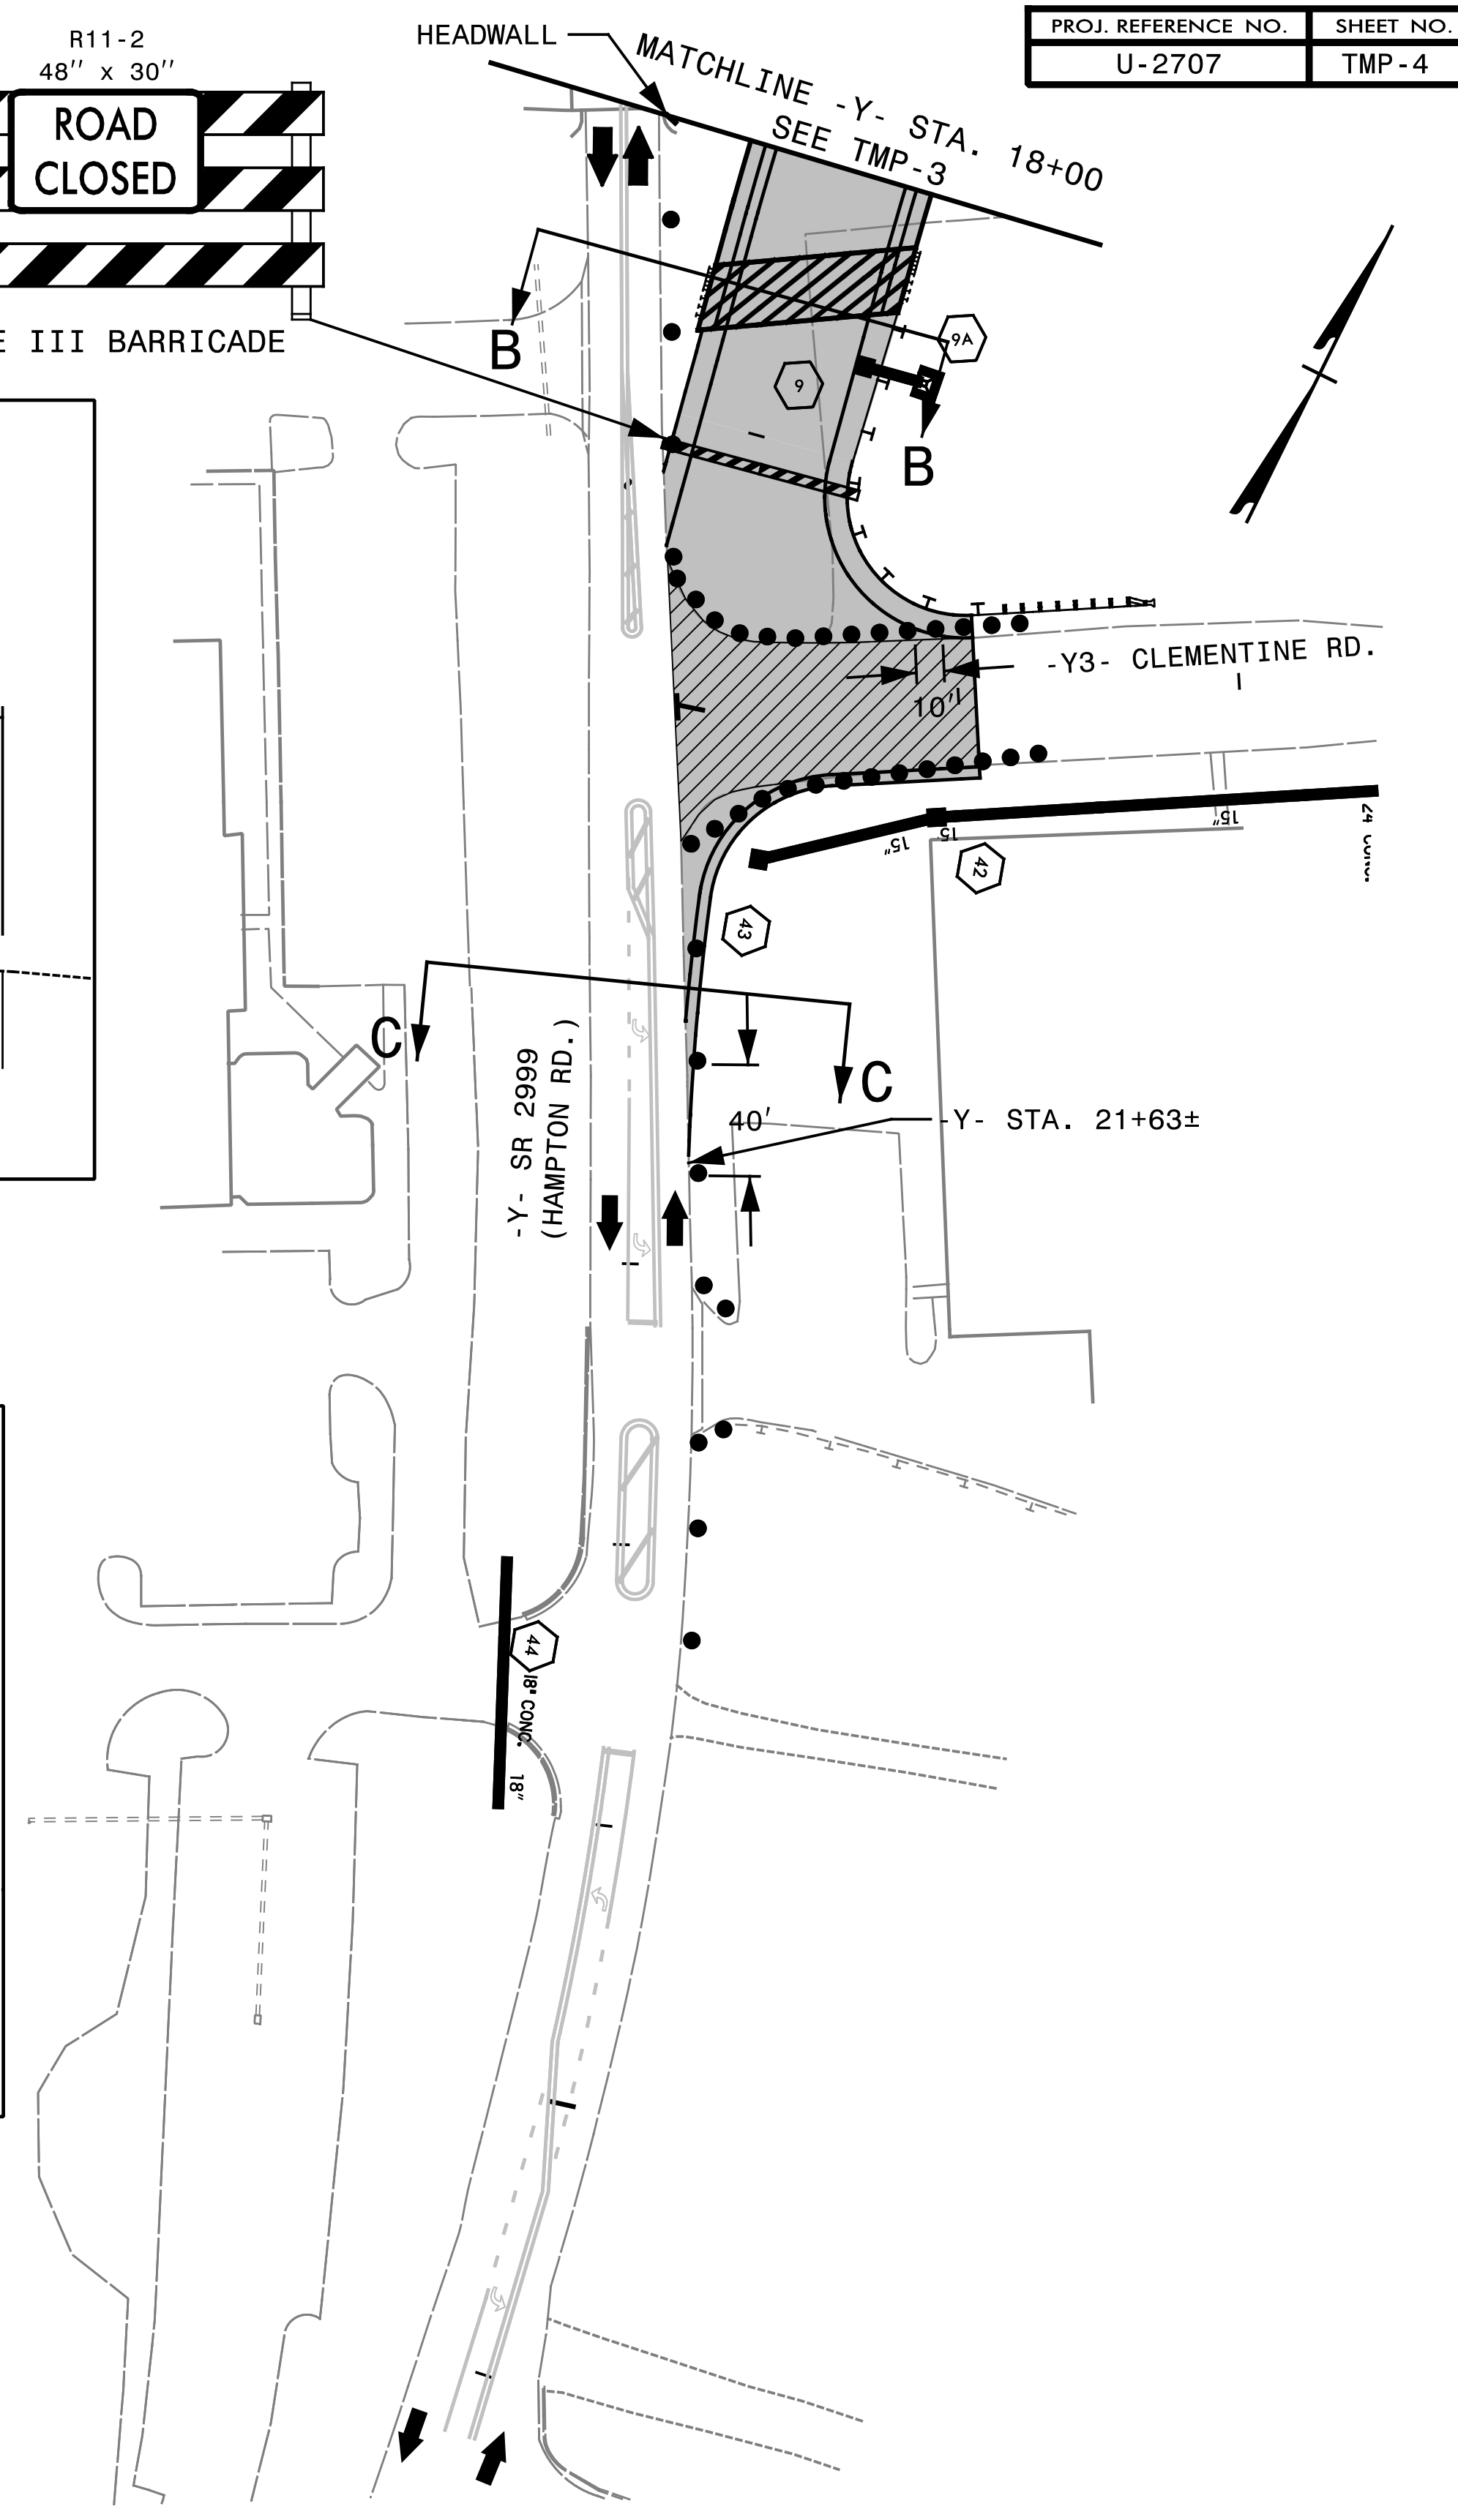 R11-2
48'' x 30''
ROAD
CLOSED
III BARRICADE
HEADWALL
MATCHLINE -Y- STA. 18+00
SEE TMP-3
PROJ. REFERENCE NO.
SHEET NO.
U-2707
TMP-4
B
9A
9
B
-Y3- CLEMENTINE RD.
10'
15"
15"
15"
42
43
C
C
-Y- SR 2999
(HAMPTON RD.)
40'
-Y- STA. 21+63±
44
18" CONC.
18"